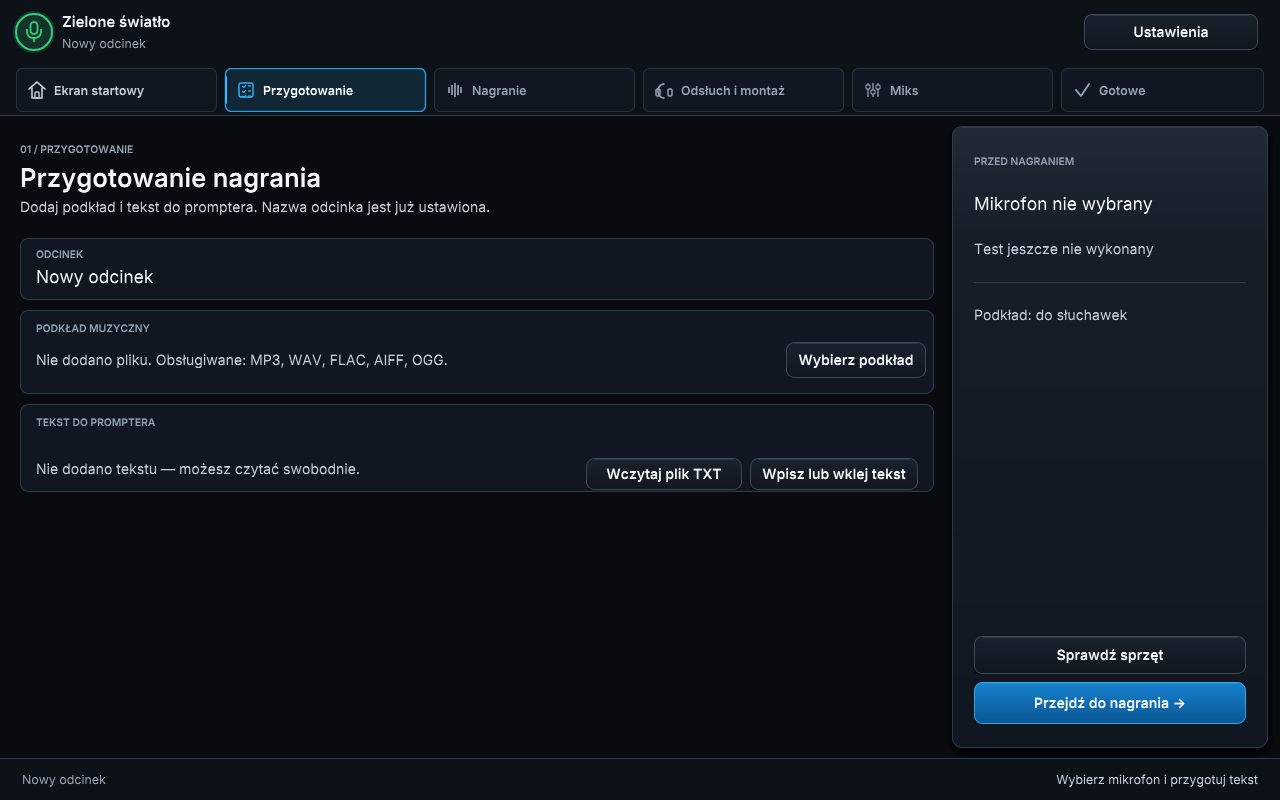 Zielone światło
Nowy odcinek
Ustawienia
Ekran startowy
Przygotowanie
Nagranie
Odsłuch i montaż
Miks
Gotowe
01 / PRZYGOTOWANIE
Przygotowanie nagrania
Dodaj podkład i tekst do promptera. Nazwa odcinka jest już ustawiona.
ODCINEK
Nowy odcinek
PODKŁAD MUZYCZNY
Nie dodano pliku. Obsługiwane: MP3, WAV, FLAC, AIFF, OGG.
Wybierz podkład
TEKST DO PROMPTERA
Nie dodano tekstu — możesz czytać swobodnie.
Wczytaj plik TXT
Wpisz lub wklej tekst
PRZED NAGRANIEM
Mikrofon nie wybrany
Test jeszcze nie wykonany
Podkład: do słuchawek
Sprawdź sprzęt
Przejdź do nagrania →
Nowy odcinek
Wybierz mikrofon i przygotuj tekst